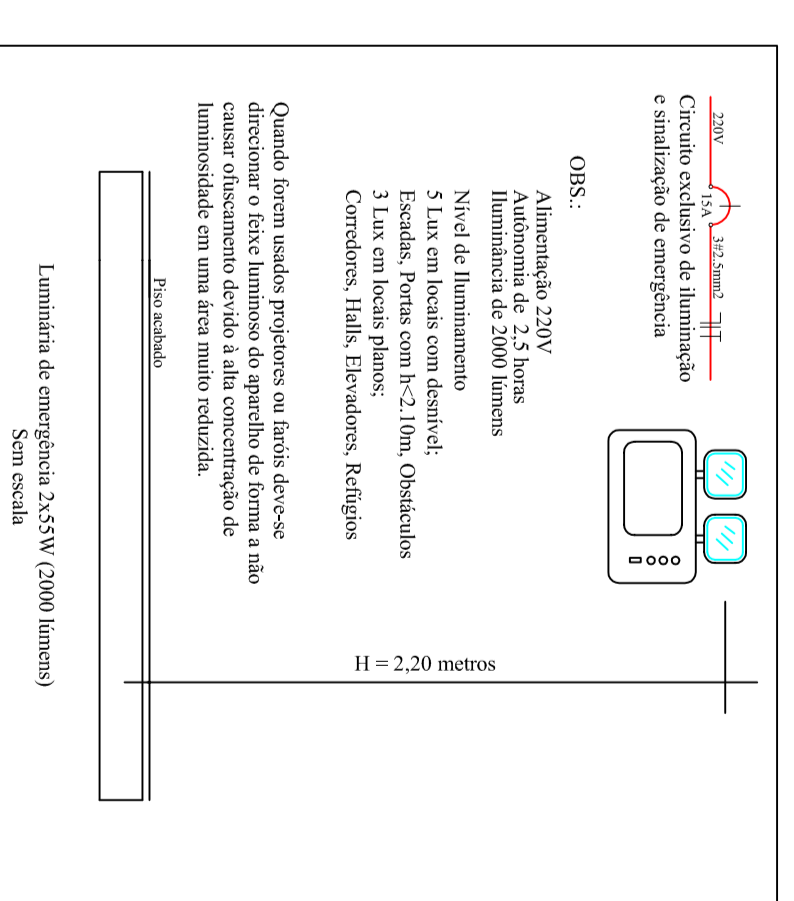 220V
15A
3#2.5mm2
Circuito exclusivo de iluminação
e sinalização de emergência
OBS.:
Alimentação 220V
Autônomia de 2,5 horas
Iluminância de 2000 lúmens
Nível de Iluminamento
5 Lux em locais com desnível;
Escadas, Portas com h<2.10m, Obstáculos
3 Lux em locais planos;
Corredores, Halls, Elevadores, Refúgios
H = 2,20 metros
Quando forem usados projetores ou faróis deve-se
direcionar o feixe luminoso do aparelho de forma a não
causar ofuscamento devido à alta concentração de
luminosidade em uma área muito reduzida.
Piso acabado
Luminária de emergência 2x55W (2000 lúmens)
Sem escala